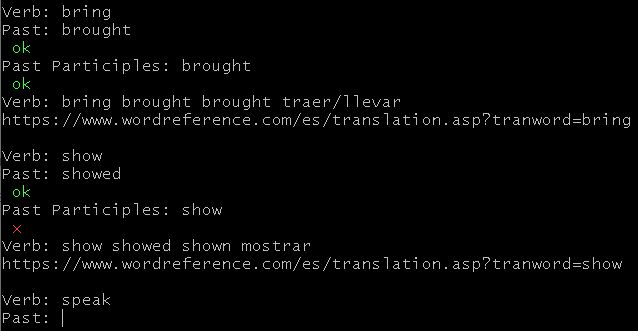 Verb: bring
Past: brought
ok
Past Participles: brought
ok
Verb: bring brought brought traer/llevar
https://www.wordreference.com/es/translation.asp?tranword=bring
Verb: show
Past: showed
ok
Past Participles: show
×
Verb: show showed shown mostrar
https://www.wordreference.com/es/translation.asp?tranword=show
Verb: speak
Past: